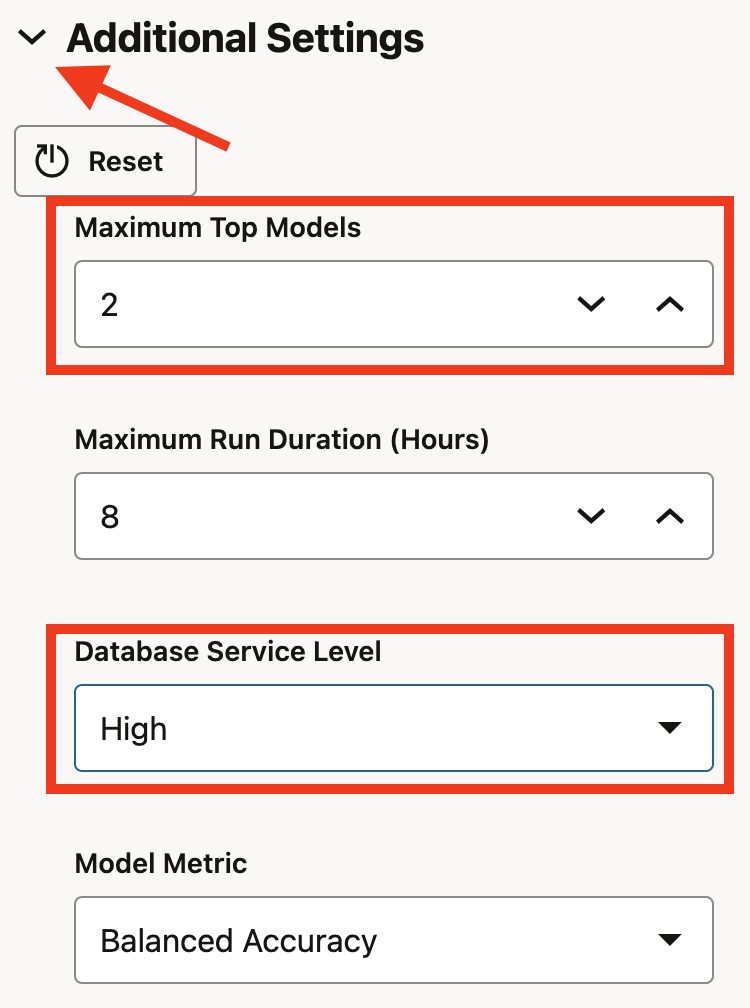 Additional Settings
Reset
Maximum Top Models
2
Maximum Run Duration (Hours)
8
Database Service Level
High
Model Metric
Balanced Accuracy